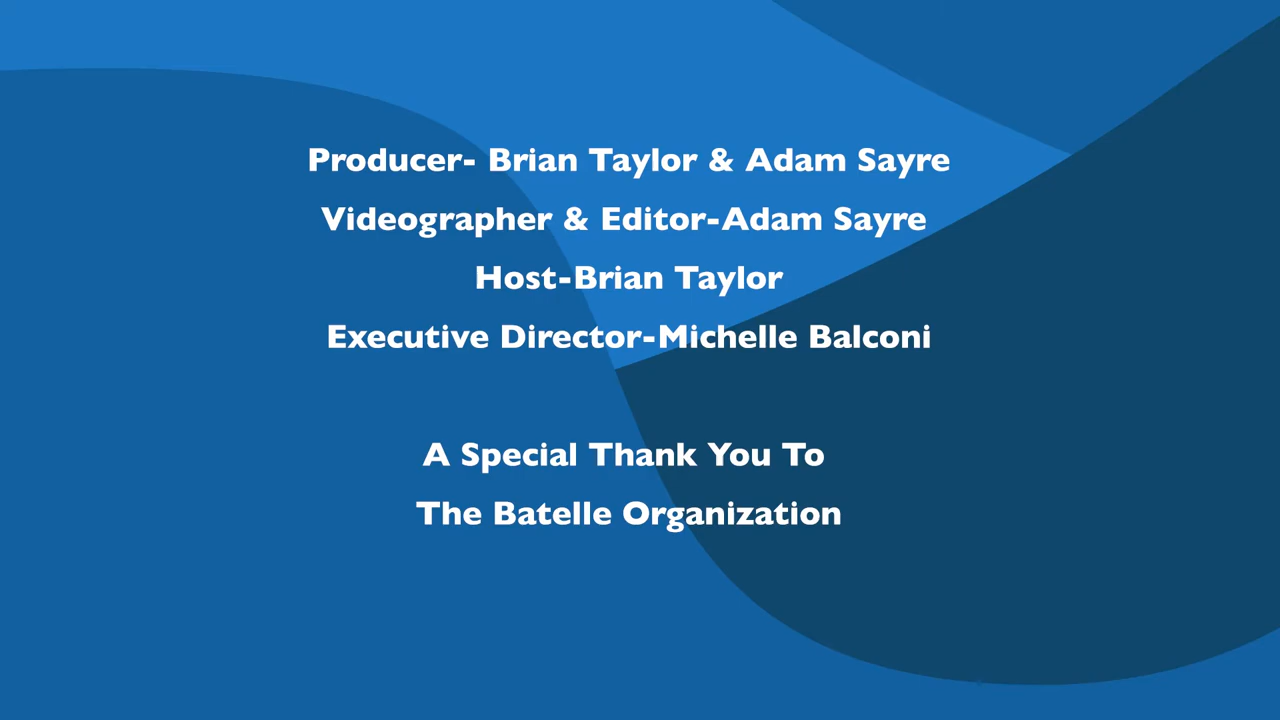 Producer- Brian Taylor & Adam Sayre
Videographer & Editor-Adam Sayre
Host-Brian Taylor
Executive Director-Michelle Balconi
A Special Thank You To
The Batelle Organization